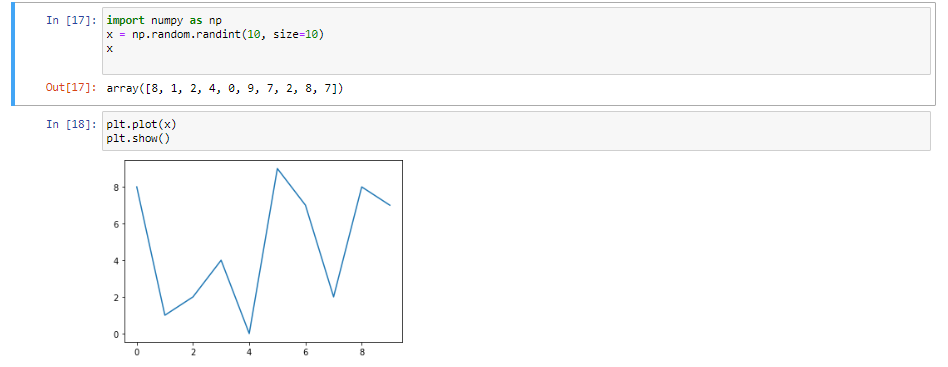 In [17]: import numpy as np
x = np.random.randint(10, size=10)
x
Out[17]: array([8, 1, 2, 4, 0, 9, 7, 2, 8, 7])
In [18]: plt.plot(x)
plt.show()
8
6
4
2
0
0 2 4 6 8